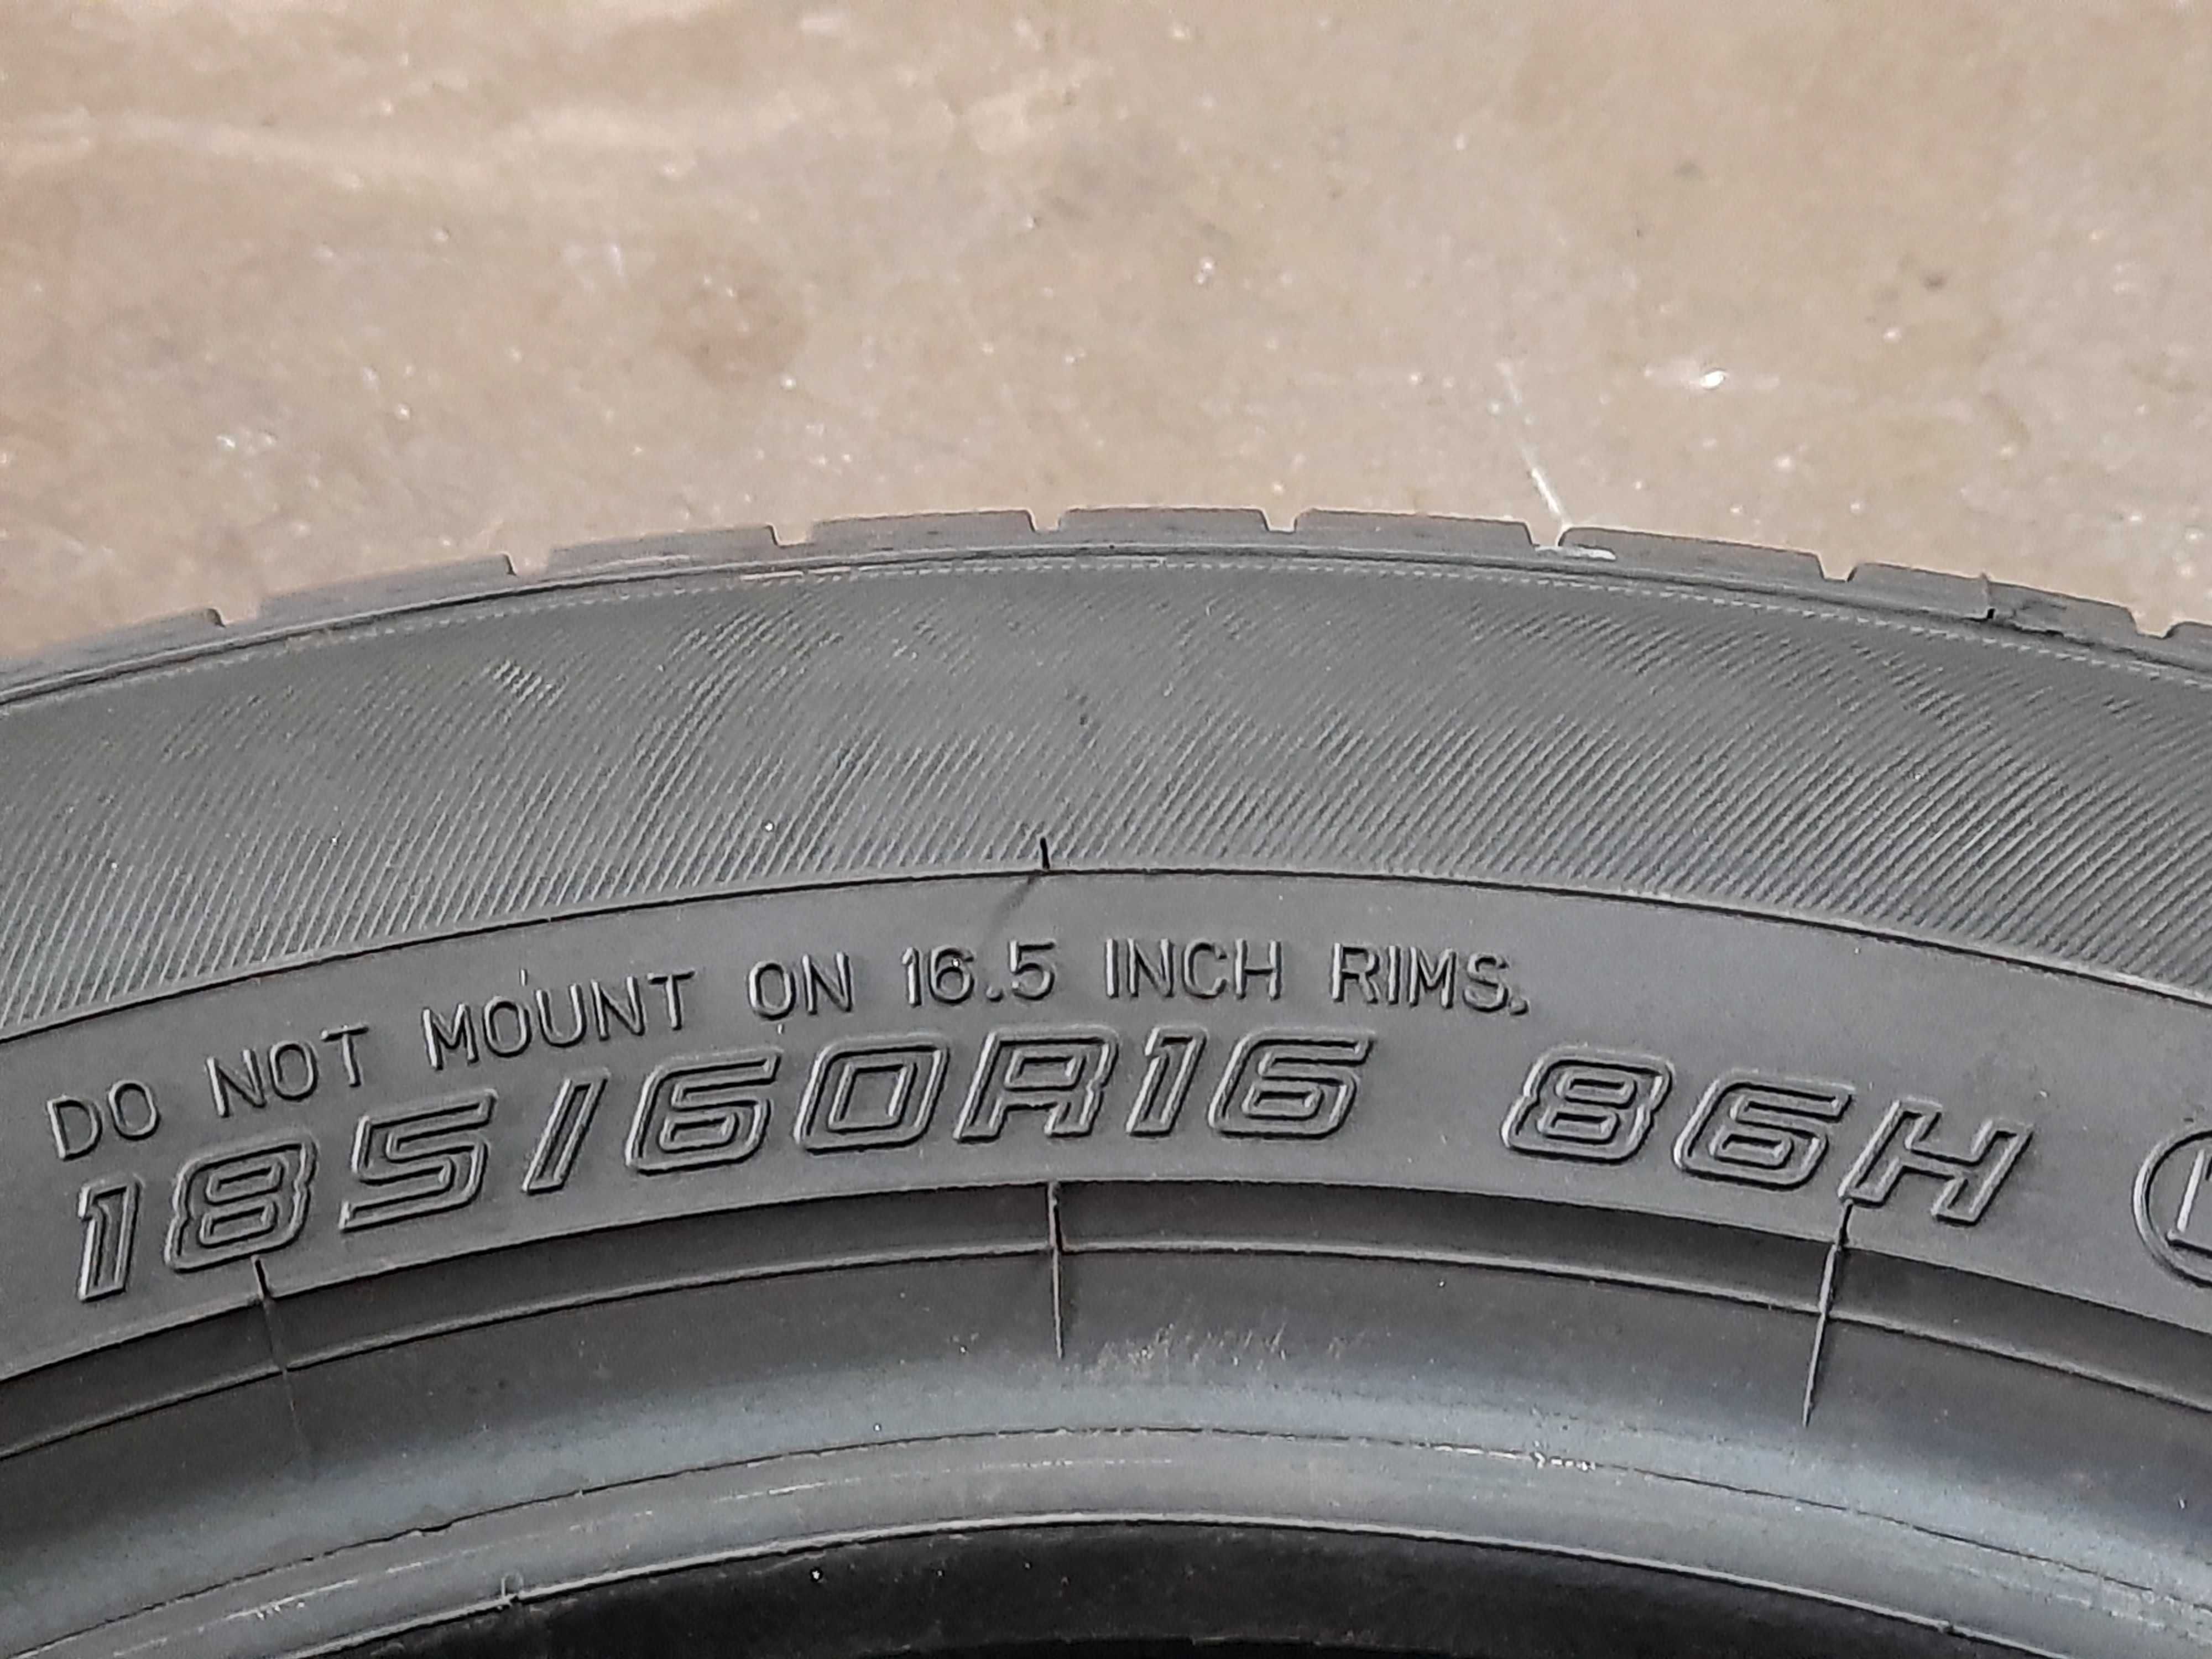 DO NOT MOUNT ON 16.5 INCH RIMS.
185/60R16 86H